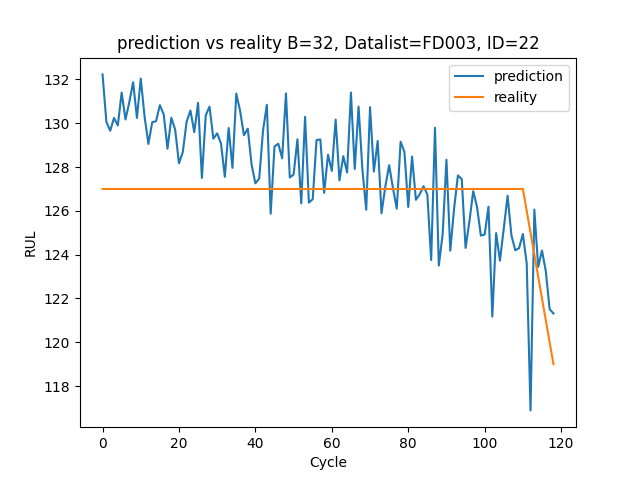 prediction vs reality B=32, Datalist=FD003, ID=22
prediction
reality
132
130
128
126
124
122
120
118
RUL
0 20 40 60 80 100 120
Cycle